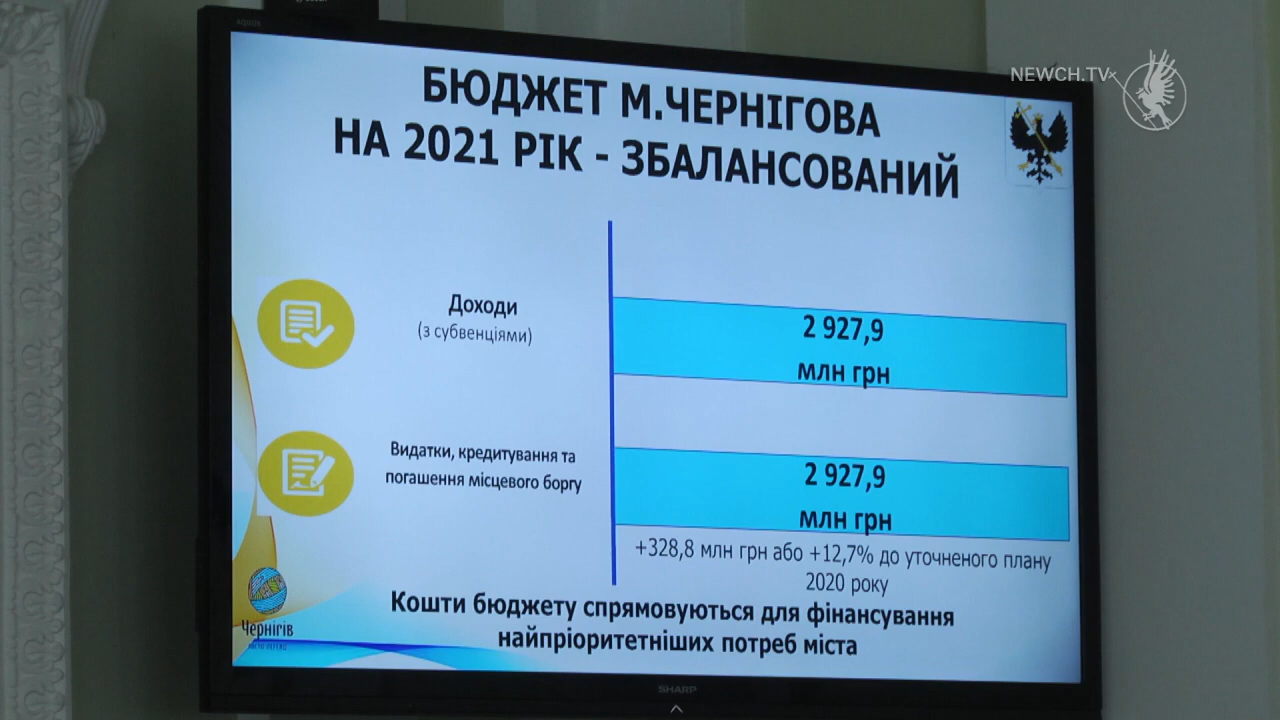 AQUOS
NEWCH.TV
БЮДЖЕТ М.ЧЕРНІГОВА
НА 2021 РІК - ЗБАЛАНСОВАНИЙ
Доходи
(з субвенціями)
2 927,9
млн грн
Видатки, кредитування та
погашення місцевого боргу
2 927,9
млн грн
+328,8 млн грн або +12,7% до уточненого плану
2020 року
Кошти бюджету спрямовуються для фінансування
найпріоритетніших потреб міста
Чернігів
SHARP